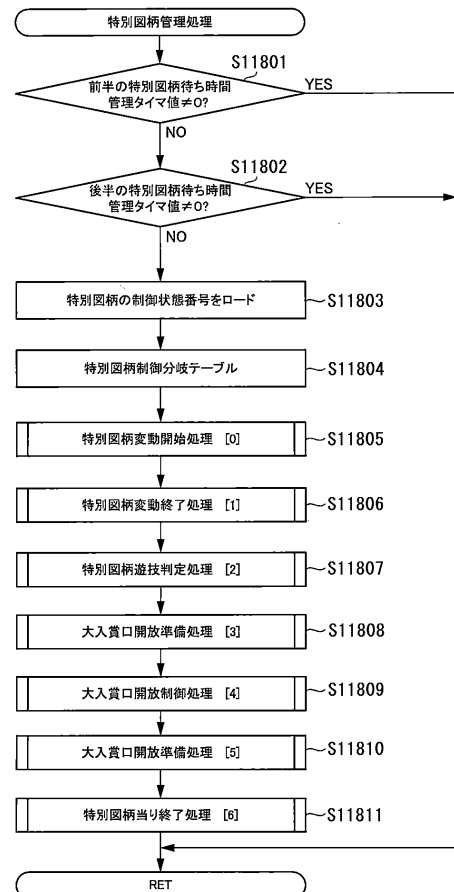 特別図柄管理処理
S11801
前半の特別図柄待ち時間
管理タイマ値≠0?
YES
NO
S11802
後半の特別図柄待ち時間
管理タイマ値≠0?
YES
NO
特別図柄の制御状態番号をロード
S11803
特別図柄制御分岐テーブル
S11804
特別図柄変動開始処理 [0]
S11805
特別図柄変動終了処理 [1]
S11806
特別図柄遊技判定処理 [2]
S11807
大入賞口開放準備処理 [3]
S11808
大入賞口開放制御処理 [4]
S11809
大入賞口開放準備処理 [5]
S11810
特別図柄当り終了処理 [6]
S11811
RET